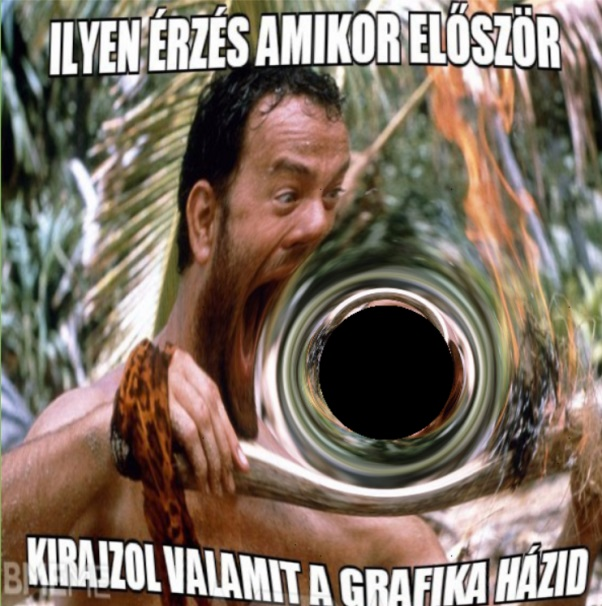 ILYEN ÉRZÉS AMIKOR ELŐSZÖR
KIRAJZOL VALAMIT A GRAFIKA HÁZID